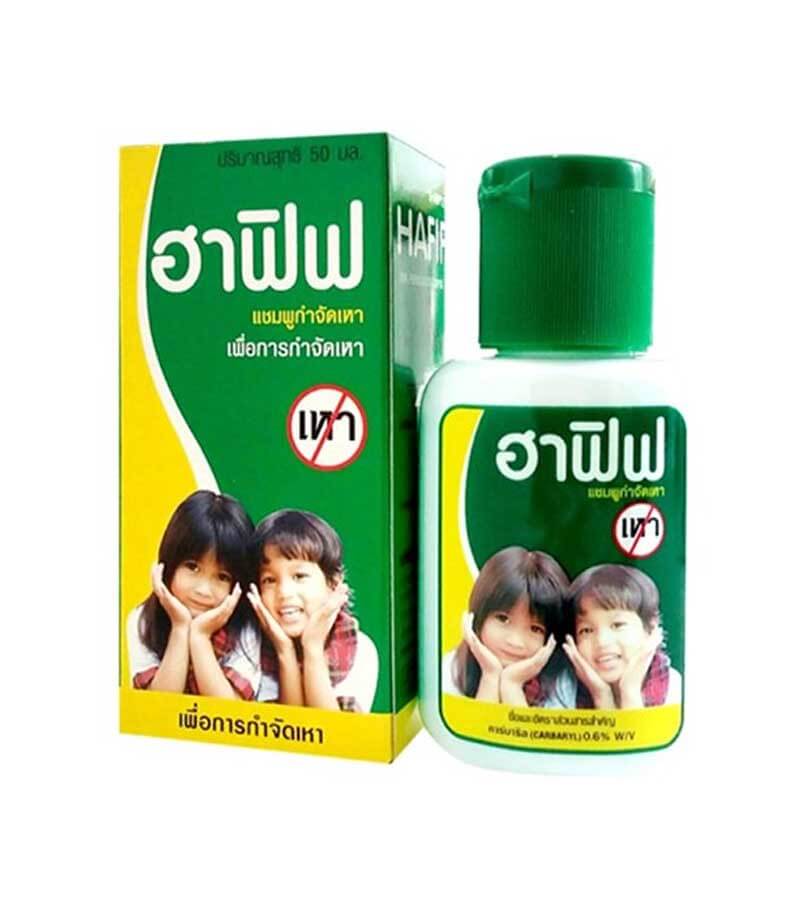 ปริมาณสุทธิ 50 มล.
ฮาฟิฟ
แชมพูกำจัดเหา
เพื่อการกำจัดเหา
เหา
เพื่อการกำจัดเหา
HAFIF
ฮาฟิฟ
แชมพูกำจัดเหา
เหา
ชื่อและอัตราส่วนสารสำคัญ
คาร์บาริล (CARBARYL) 0.6% W/V